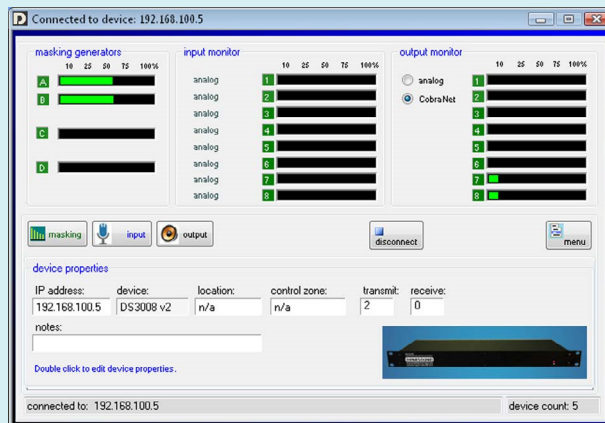 Connected to device: 192.168.100.5
masking generators
10 25 50 75 100%
A
B
C
D
input monitor
10 25 50 75 100%
analog 1
analog 2
analog 3
analog 4
analog 5
analog 6
analog 7
analog 8
output monitor
10 25 50 75 100%
analog
CobraNet
1
2
3
4
5
6
7
8
masking input output disconnect menu
device properties
IP address: device: location: control zone: transmit: receive:
192.168.100.5 DS3008 v2 n/a n/a 2 0
notes:
Double click to edit device properties.
connected to: 192.168.100.5 device count: 5